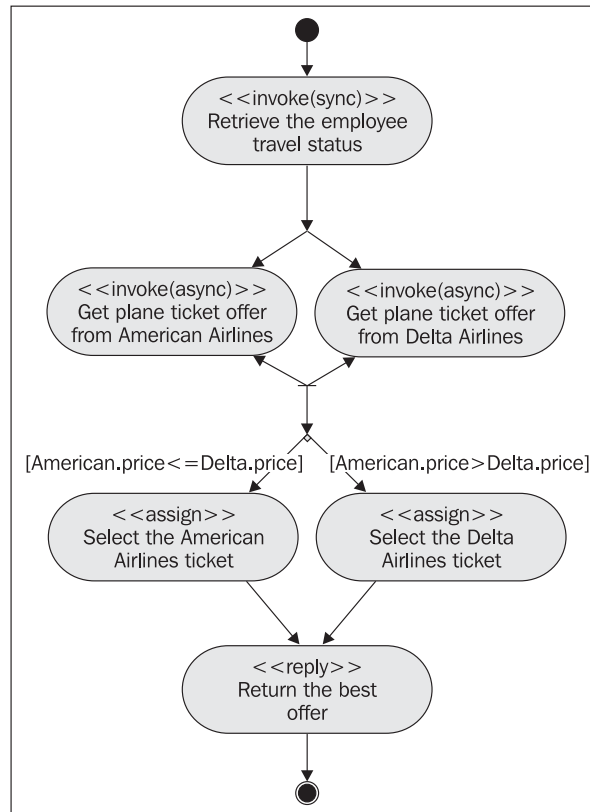 <<invoke(sync)>>
Retrieve the employee
travel status
<<invoke(async)>>
Get plane ticket offer
from American Airlines
<<invoke(async)>>
Get plane ticket offer
from Delta Airlines
[American.price<=Delta.price]
[American.price>Delta.price]
<<assign>>
Select the American
Airlines ticket
<<assign>>
Select the Delta
Airlines ticket
<<reply>>
Return the best
offer